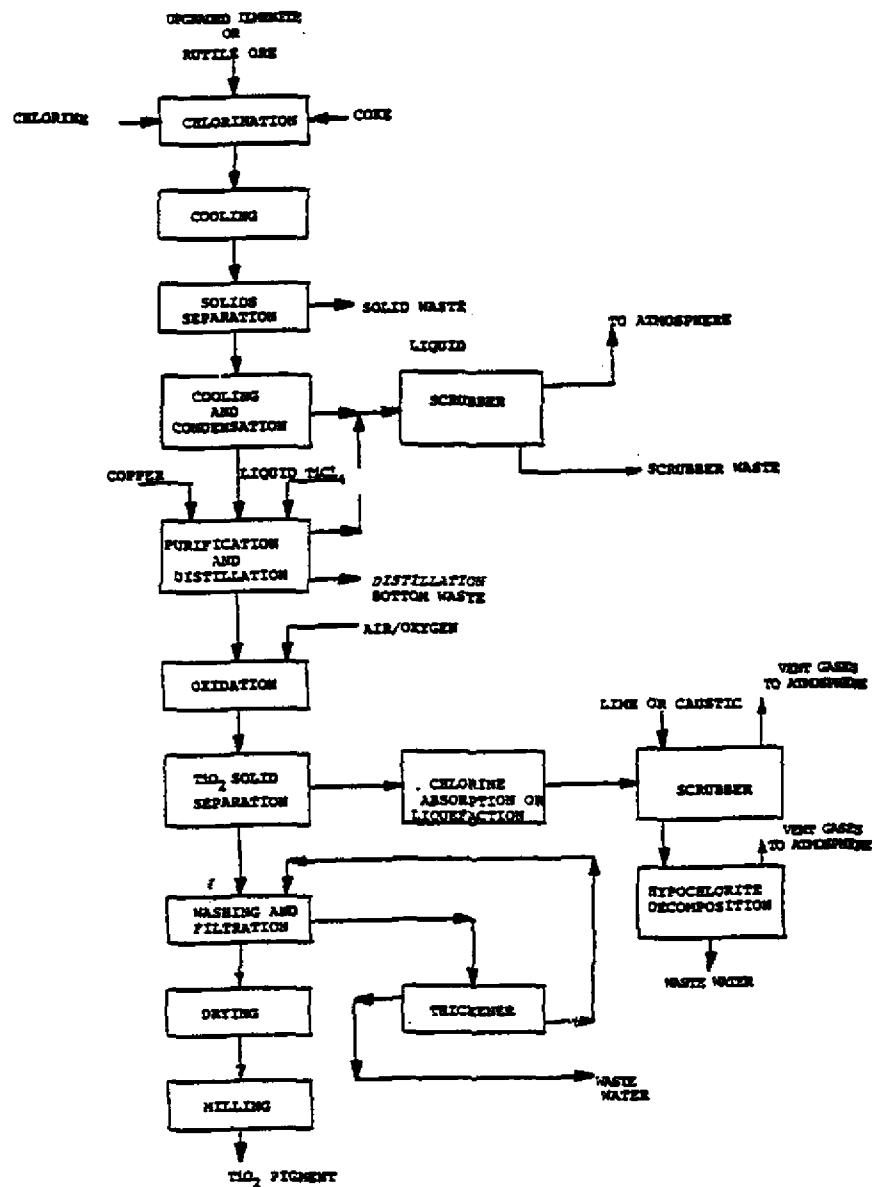 UPGRADED ILMENITE
OR
RUTILE ORE
CHLORINE
CHLORINATION
COKE
COOLING
SOLIDS
SEPARATION
SOLID WASTE
TO ATMOSPHERE
LIQUID
COOLING
AND
CONDENSATION
SCRUBBER
SCRUBBER WASTE
COPPER
LIQUID TiCl4
PURIFICATION
AND
DISTILLATION
DISTILLATION
BOTTOM WASTE
AIR/OXYGEN
OXIDATION
VENT GASES
TO ATMOSPHERE
LIME OR CAUSTIC
TiO2 SOLID
SEPARATION
CHLORINE
ABSORPTION OR
LIQUEFACTION
SCRUBBER
VENT GASES
TO ATMOSPHERE
HYPOCHLORITE
DECOMPOSITION
WASHING AND
FILTRATION
WASTE WATER
DRYING
THICKENER
WASTE
WATER
MILLING
TiO2 PIGMENT